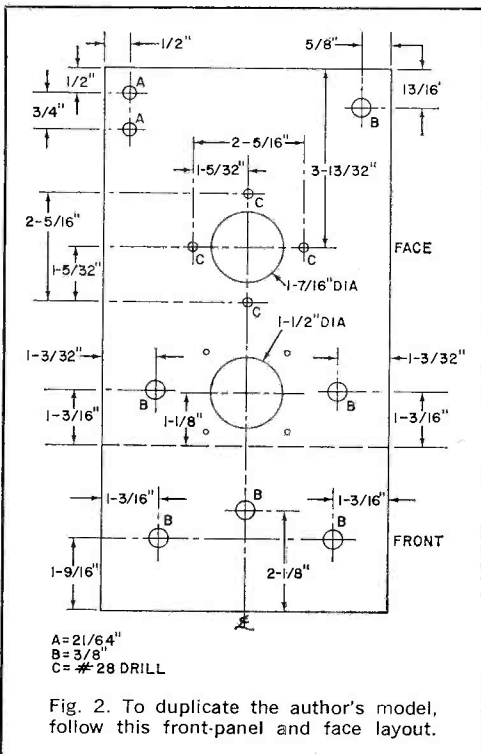 1/2"
5/8"
1/2"
13/16"
A
3/4"
A
B
2-5/16"
1-5/32"
3-13/32"
C
2-5/16"
FACE
C
C
1-5/32"
1-7/16" DIA
C
1-1/2" DIA
1-3/32"
1-3/32"
B
B
1-3/16"
1-1/8"
1-3/16"
1-3/16"
1-3/16"
B
B
B
FRONT
1-9/16"
2-1/8"
℄
A=21/64"
B=3/8"
C=#28 DRILL
Fig. 2. To duplicate the author's model,
follow this front-panel and face layout.